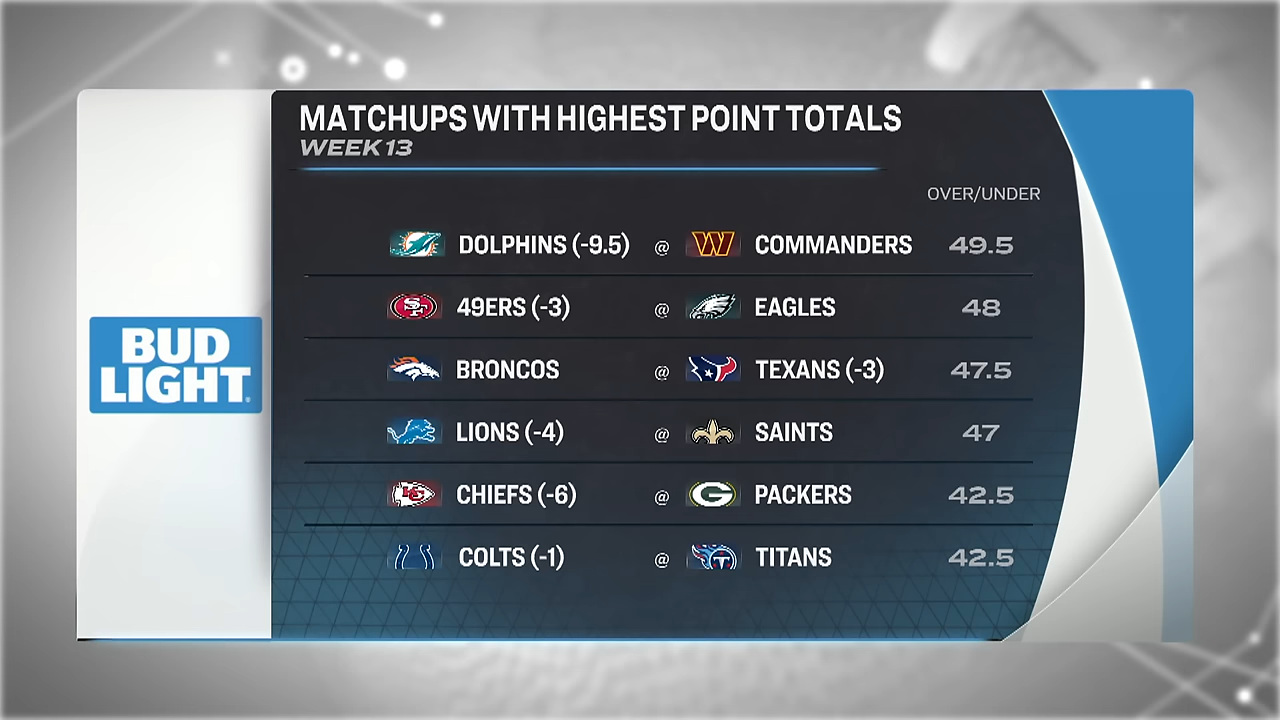 MATCHUPS WITH HIGHEST POINT TOTALS
WEEK 13
OVER/UNDER
DOLPHINS (-9.5) @ W COMMANDERS 49.5
SF 49ERS (-3) @ EAGLES 48
BRONCOS @ TEXANS (-3) 47.5
LIONS (-4) @ SAINTS 47
KC CHIEFS (-6) @ G PACKERS 42.5
COLTS (-1) @ T TITANS 42.5
BUD
LIGHT.